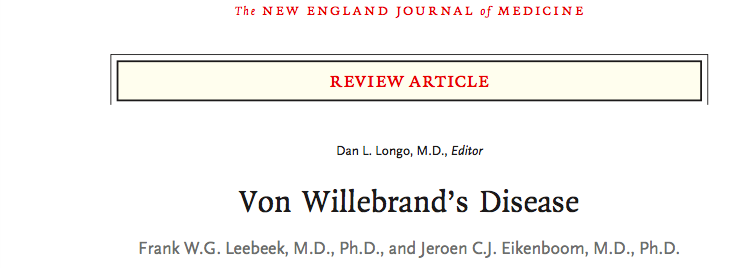 The NEW ENGLAND JOURNAL of MEDICINE
REVIEW ARTICLE
Dan L. Longo, M.D., Editor
Von Willebrand’s Disease
Frank W.G. Leebeek, M.D., Ph.D., and Jeroen C.J. Eikenboom, M.D., Ph.D.